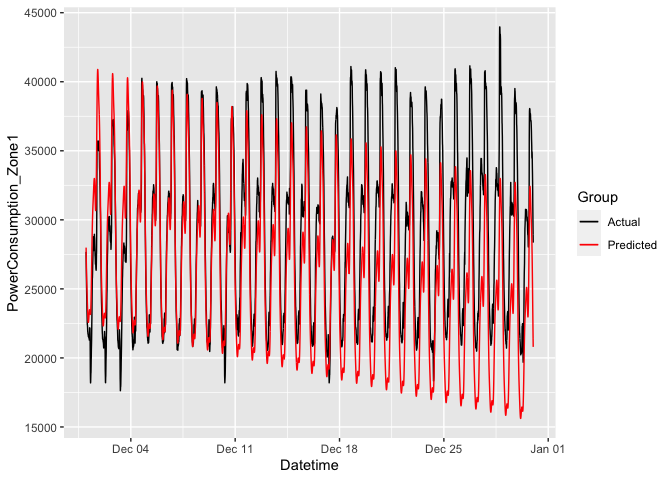 45000
40000
35000
30000
25000
20000
15000
PowerConsumption_Zone1
Dec 04
Dec 11
Dec 18
Dec 25
Jan 01
Datetime
Group
Actual
Predicted